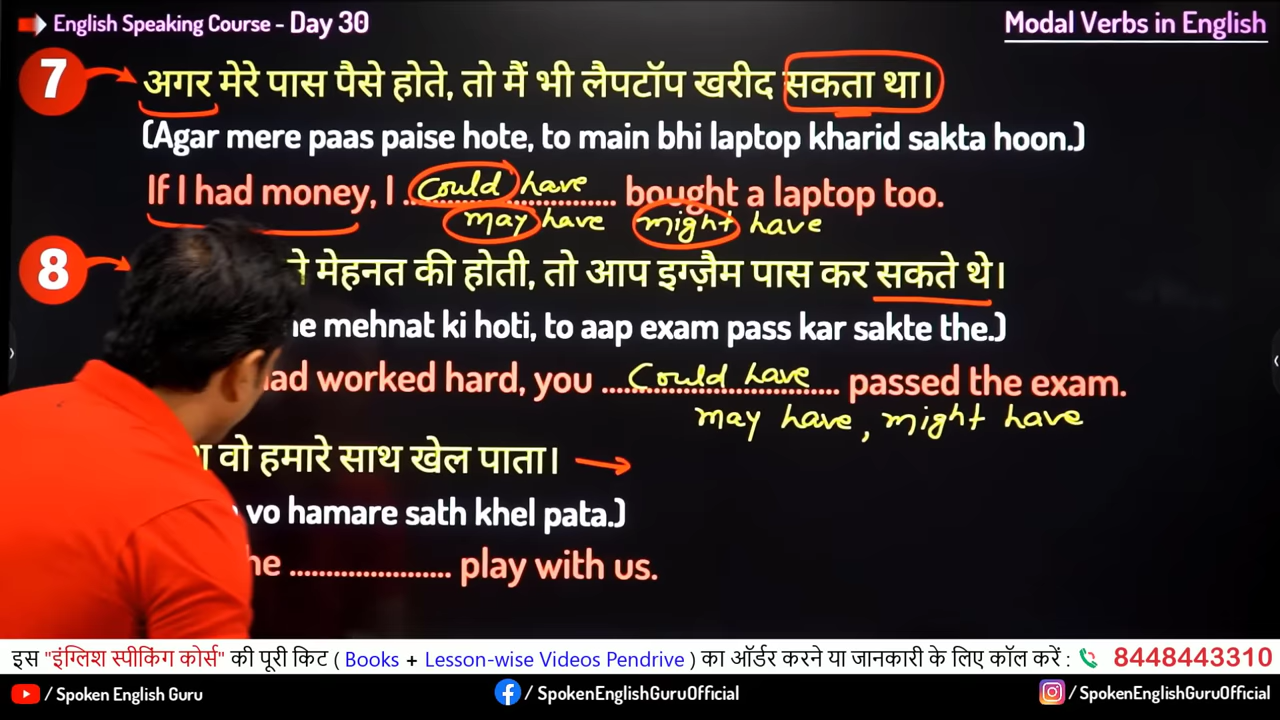 English Speaking Course - Day 30
Modal Verbs in English
7 अगर मेरे पास पैसे होते, तो मैं भी लैपटॉप खरीद सकता था।
(Agar mere paas paise hote, to main bhi laptop kharid sakta hoon.)
If I had money, I could have bought a laptop too.
may have might have
8 मेहनत की होती, तो आप इग्ज़ैम पास कर सकते थे।
mehnat ki hoti, to aap exam pass kar sakte the.)
had worked hard, you Could have passed the exam.
may have, might have
वो हमारे साथ खेल पाता।
vo hamare sath khel pata.)
he ...................... play with us.
इस "इंग्लिश स्पीकिंग कोर्स" की पूरी किट ( Books + Lesson-wise Videos Pendrive ) का ऑर्डर करने या जानकारी के लिए कॉल करें : 8448443310
/ Spoken English Guru
/ SpokenEnglishGuruOfficial
/ SpokenEnglishGuruOfficial